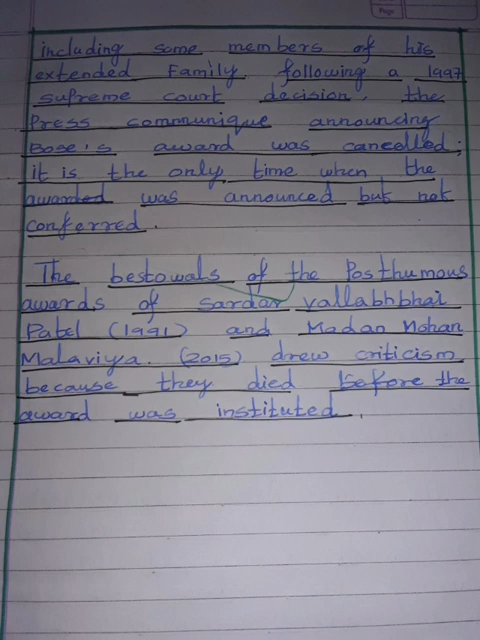 including some members of his
extended Family. following a 1997
supreme court decision, the
Press communique announcing
Bose's award was cancelled;
it is the only time when the
awarded was announced but not
conferred.
The bestowals of the Posthumous
awards of Sardar vallabhbhai
Patel (1991) and Madan Mohan
Malaviya. (2015) drew criticism
because they died before the
award was instituted.